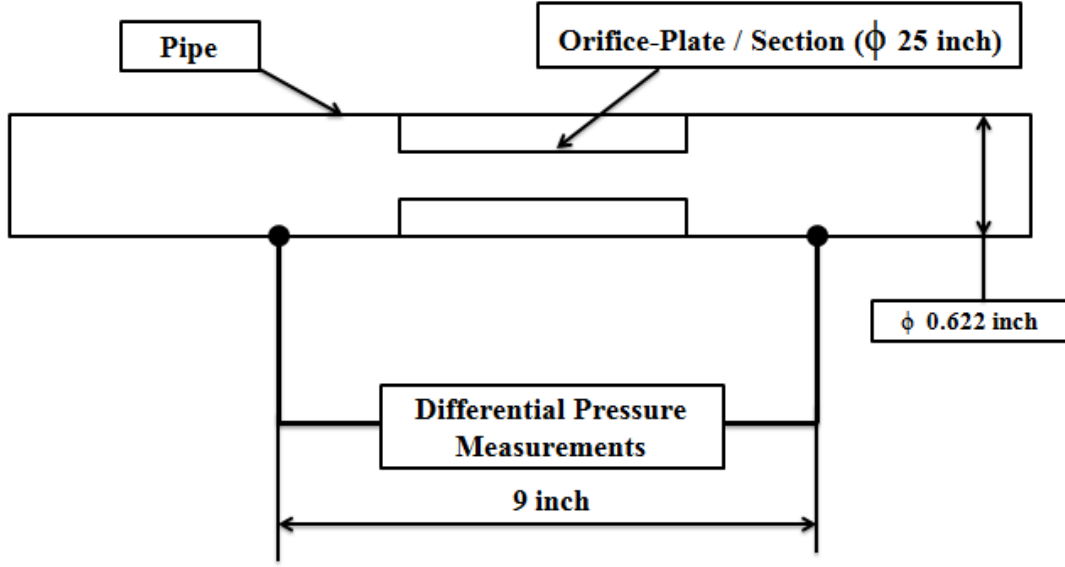 Pipe
Orifice-Plate / Section (ϕ 25 inch)
ϕ 0.622 inch
Differential Pressure
Measurements
9 inch